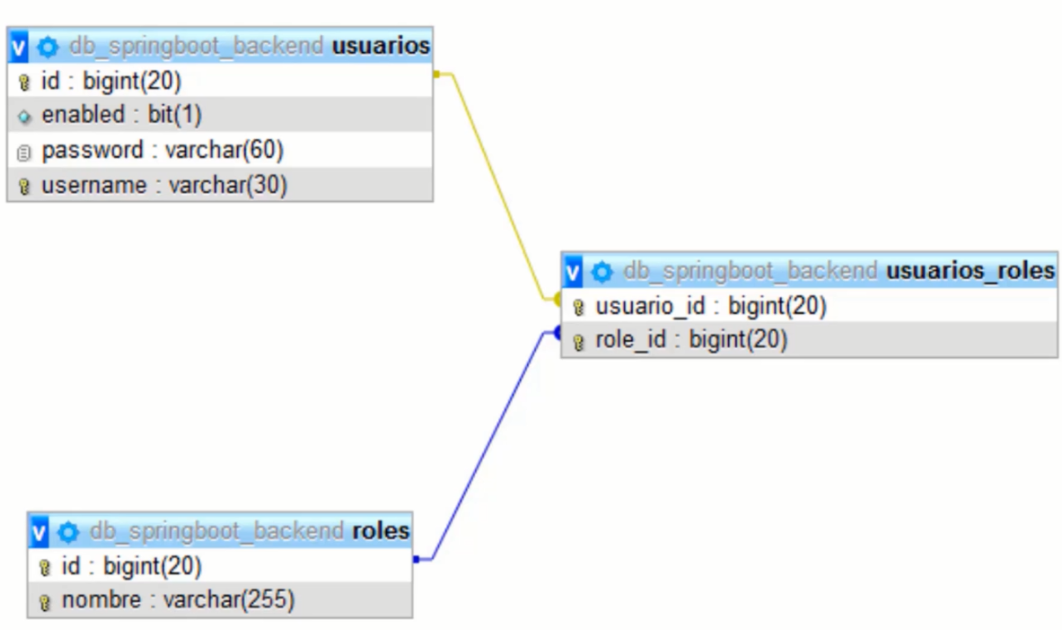 v db_springboot_backend usuarios
id : bigint(20)
enabled : bit(1)
password : varchar(60)
username : varchar(30)
v db_springboot_backend usuarios_roles
usuario_id : bigint(20)
role_id : bigint(20)
v db_springboot_backend roles
id : bigint(20)
nombre : varchar(255)